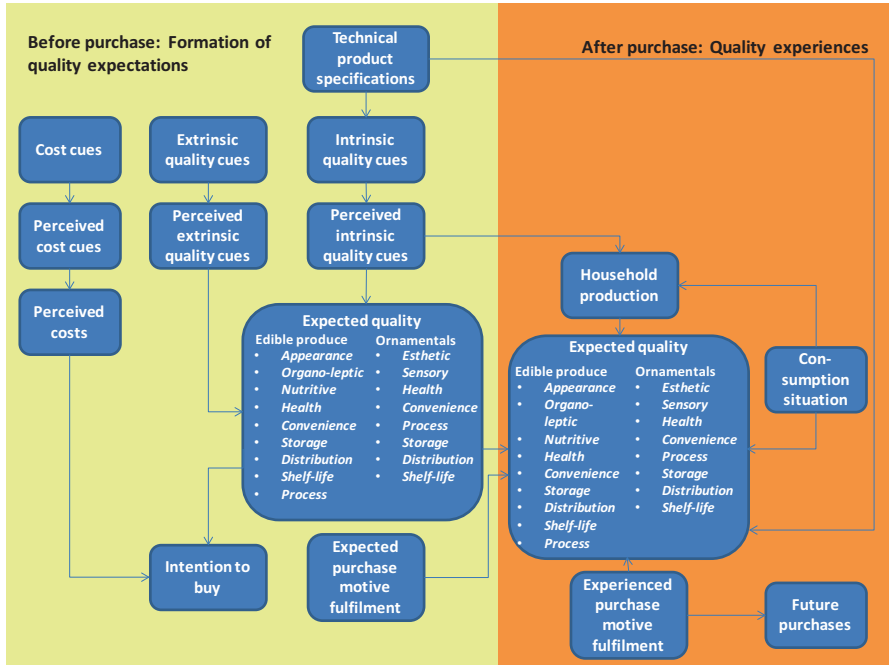 Before purchase: Formation of
quality expectations
Technical
product
specifications
After purchase: Quality experiences
Cost cues
Extrinsic
quality cues
Intrinsic
quality cues
Perceived
cost cues
Perceived
extrinsic
quality cues
Perceived
intrinsic
quality cues
Household
production
Perceived
costs
Expected quality
Edible produce
• Appearance
• Organo-leptic
• Nutritive
• Health
• Convenience
• Storage
• Distribution
• Shelf-life
• Process
Ornamentals
• Esthetic
• Sensory
• Health
• Convenience
• Process
• Storage
• Distribution
• Shelf-life
Expected quality
Edible produce
• Appearance
• Organo-
leptic
• Nutritive
• Health
• Convenience
• Storage
• Distribution
• Shelf-life
• Process
Ornamentals
• Esthetic
• Sensory
• Health
• Convenience
• Process
• Storage
• Distribution
• Shelf-life
Con-
sumption
situation
Intention to
buy
Expected
purchase
motive
fulfilment
Experienced
purchase
motive
fulfilment
Future
purchases